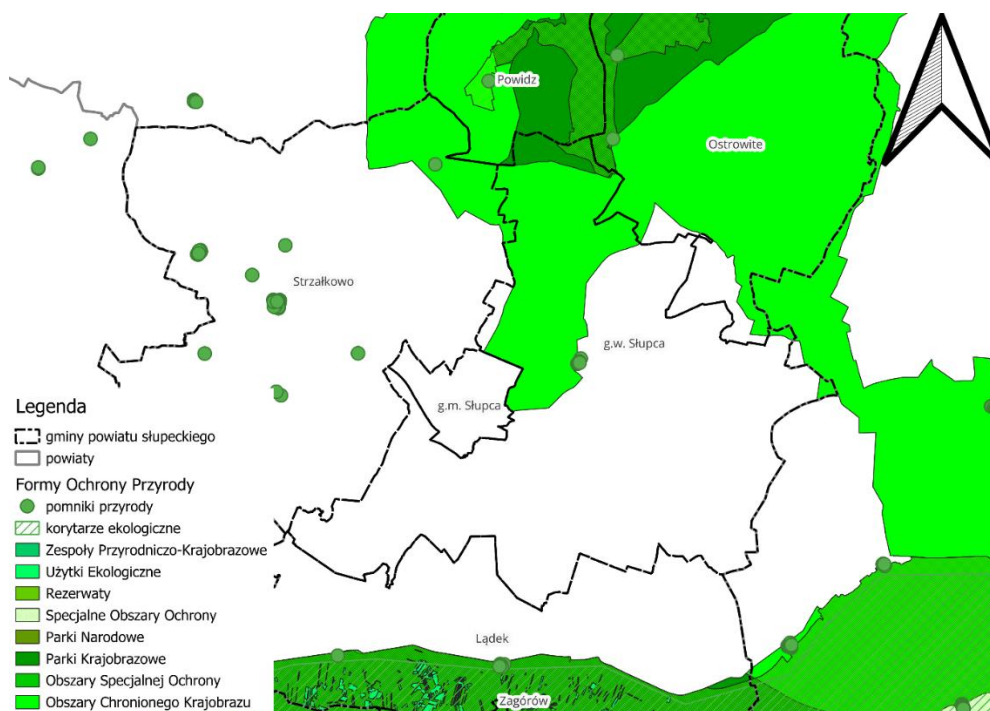 Powidz
Ostrowite
Strzałkowo
g.w. Słupca
g.m. Słupca
Legenda
gminy powiatu słupeckiego
powiaty
Formy Ochrony Przyrody
pomniki przyrody
korytarze ekologiczne
Zespoły Przyrodniczo-Krajobrazowe
Użytki Ekologiczne
Rezerwaty
Specjalne Obszary Ochrony
Parki Narodowe
Parki Krajobrazowe
Obszary Specjalnej Ochrony
Obszary Chronionego Krajobrazu
Lądek
Zagórów